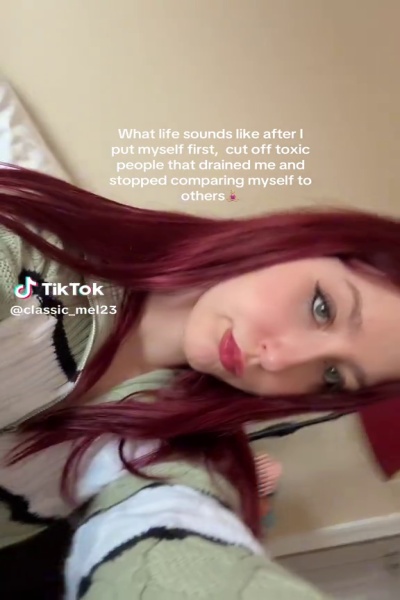 What life sounds like after I
put myself first, cut off toxic
people that drained me and
stopped comparing myself to
others🍷
TikTok
@classic_mel23